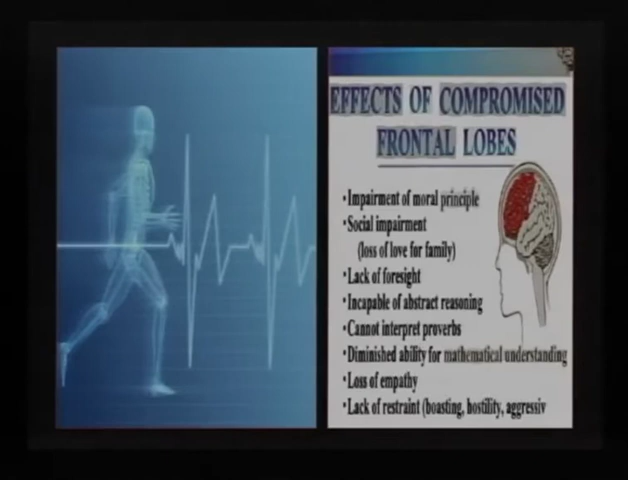 EFFECTS OF COMPROMISED
FRONTAL LOBES
• Impairment of moral principle
• Social impairment
(loss of love for family)
• Lack of foresight
• Incapable of abstract reasoning
• Cannot interpret proverbs
• Diminished ability for mathematical understanding
• Loss of empathy
• Lack of restraint (boasting, hostility, aggressiv